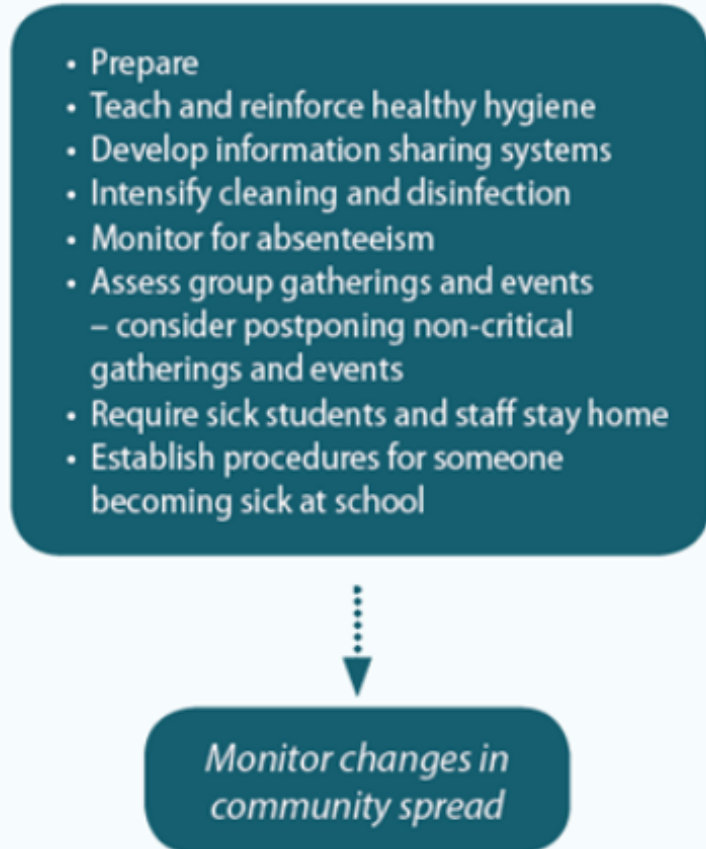 • Prepare
• Teach and reinforce healthy hygiene
• Develop information sharing systems
• Intensify cleaning and disinfection
• Monitor for absenteeism
• Assess group gatherings and events
– consider postponing non-critical
gatherings and events
• Require sick students and staff stay home
• Establish procedures for someone
becoming sick at school
Monitor changes in
community spread